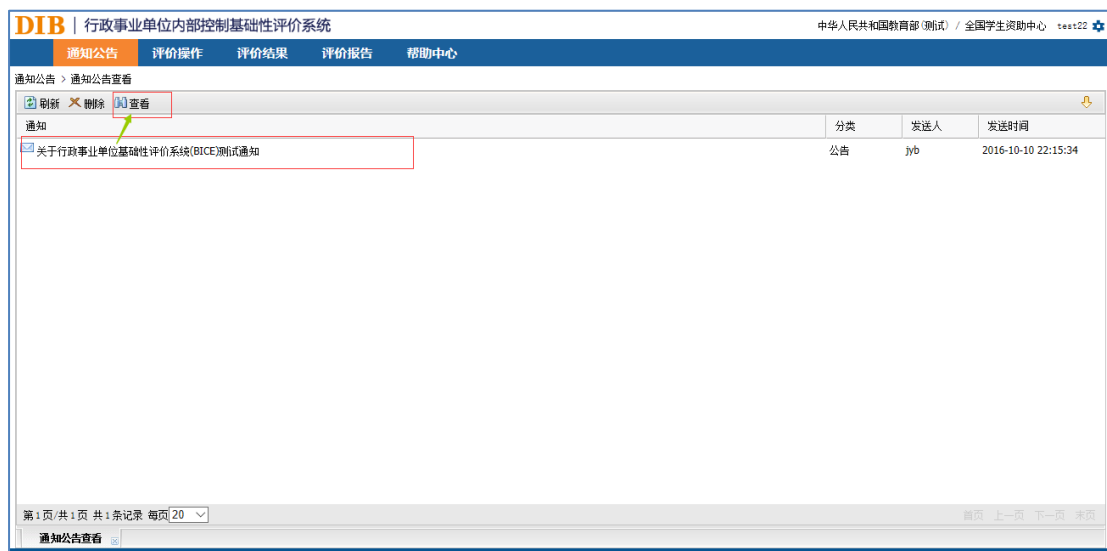 DIB | 行政事业单位内部控制基础性评价系统 中华人民共和国教育部(测试) / 全国学生资助中心 test22
通知公告 评价操作 评价结果 评价报告 帮助中心
通知公告 > 通知公告查看
刷新 删除 查看
通知 分类 发送人 发送时间
关于行政事业单位基础性评价系统(BICE)测试通知 公告 jyb 2016-10-10 22:15:34
第1页/共1页 共1条记录 每页 20 首页 上一页 下一页 末页
通知公告查看